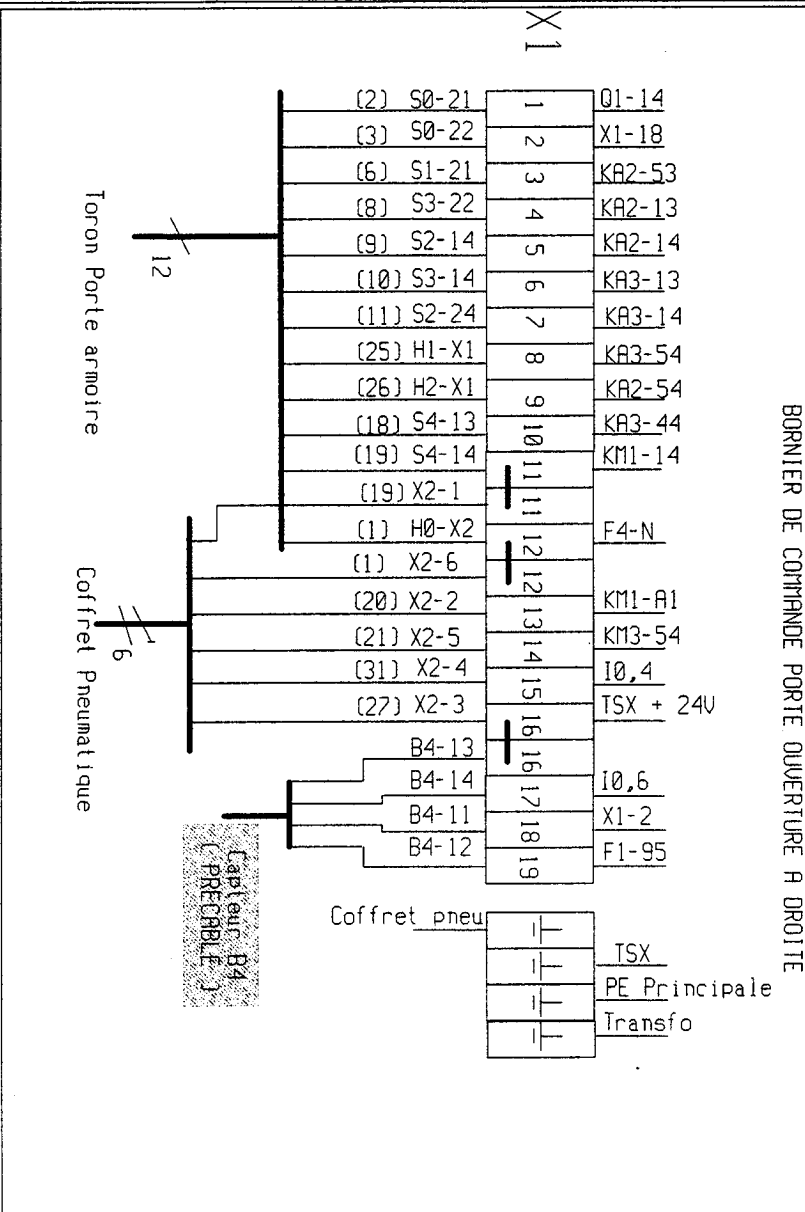 X1
(2) S0-21 1 Q1-14
(3) S0-22 2 X1-18
(6) S1-21 3 KA2-53
(8) S3-22 4 KA2-13
(9) S2-14 5 KA2-14
(10) S3-14 6 KA3-13
(11) S2-24 7 KA3-14
(25) H1-X1 8 KA3-54
(26) H2-X1 9 KA2-54
(18) S4-13 10 KA3-44
(19) S4-14 11 KM1-14
(19) X2-1 11
(1) H0-X2 12 F4-N
(1) X2-6 12
(20) X2-2 13 KM1-A1
(21) X2-5 14 KM3-54
(31) X2-4 15 I0,4
(27) X2-3 16 TSX + 24V
B4-13 16
B4-14 17 I0,6
B4-11 18 X1-2
B4-12 19 F1-95
Coffret pneu
TSX
PE Principale
Transfo
12
Toron Porte armoire
6
Coffret Pneumatique
Capteur B4
( PRECABLE )
BORNIER DE COMMANDE PORTE OUVERTURE A DROITE